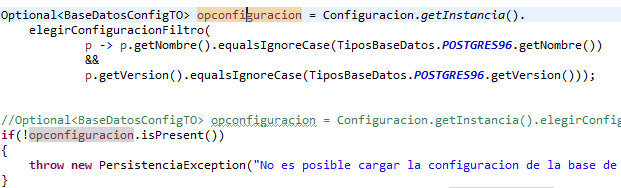 Optional<BaseDatosConfigTO> opconfiguracion = Configuracion.getInstancia().
elegirConfiguracionFiltro(
p -> p.getNombre().equalsIgnoreCase(TiposBaseDatos.POSTGRES96.getNombre())
&&
p.getVersion().equalsIgnoreCase(TiposBaseDatos.POSTGRES96.getVersion()));
//Optional<BaseDatosConfigTO> opconfiguracion = Configuracion.getInstancia().elegirConfig
if(!opconfiguracion.isPresent())
{
throw new PersistenciaException("No es posible cargar la configuracion de la base de
}